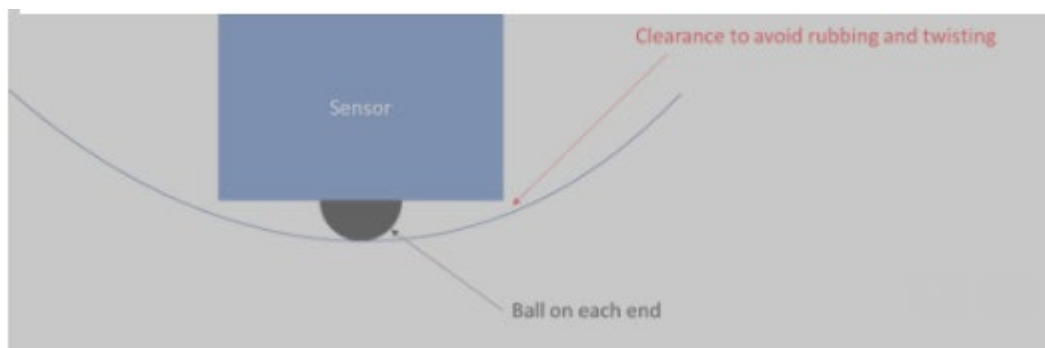 Clearance to avoid rubbing and twisting
Sensor
Ball on each end